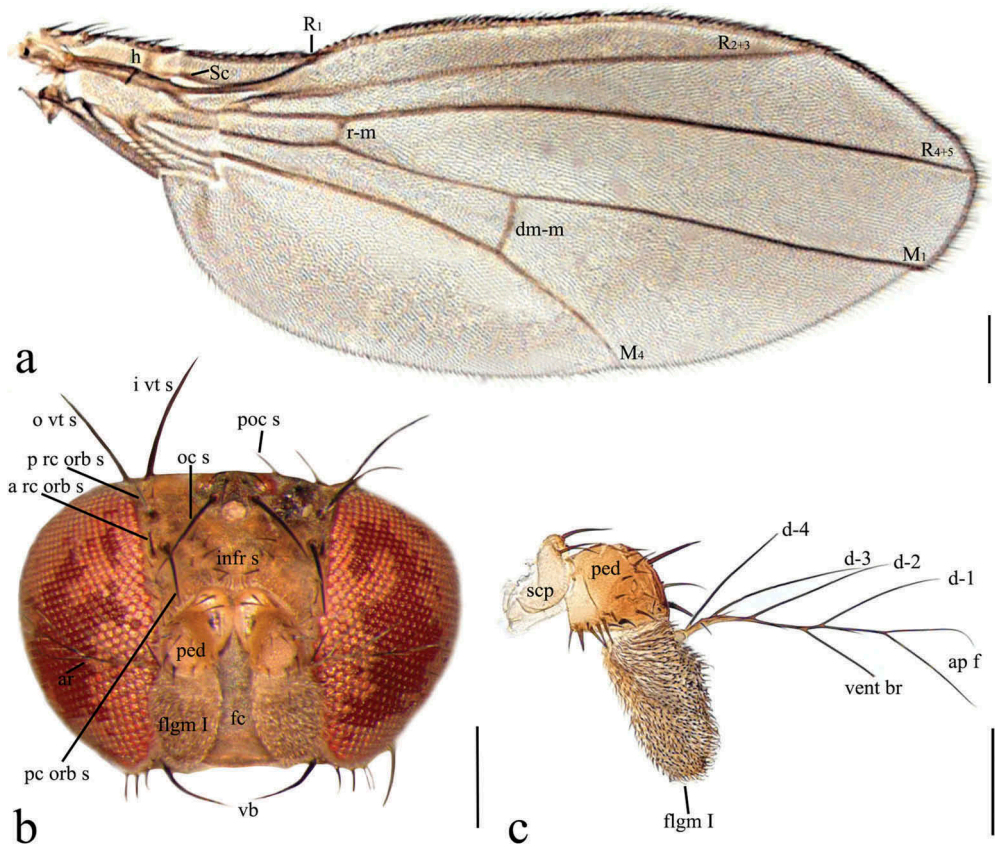 R1
R2+3
h
Sc
r-m
R4+5
dm-m
M1
M4
a
i vt s
o vt s
poc s
p rc orb s
oc s
a rc orb s
infr s
ped
ar
fc
flgm I
pc orb s
vb
b
d-4
d-3
d-2
ped
d-1
scp
ap f
vent br
flgm I
c